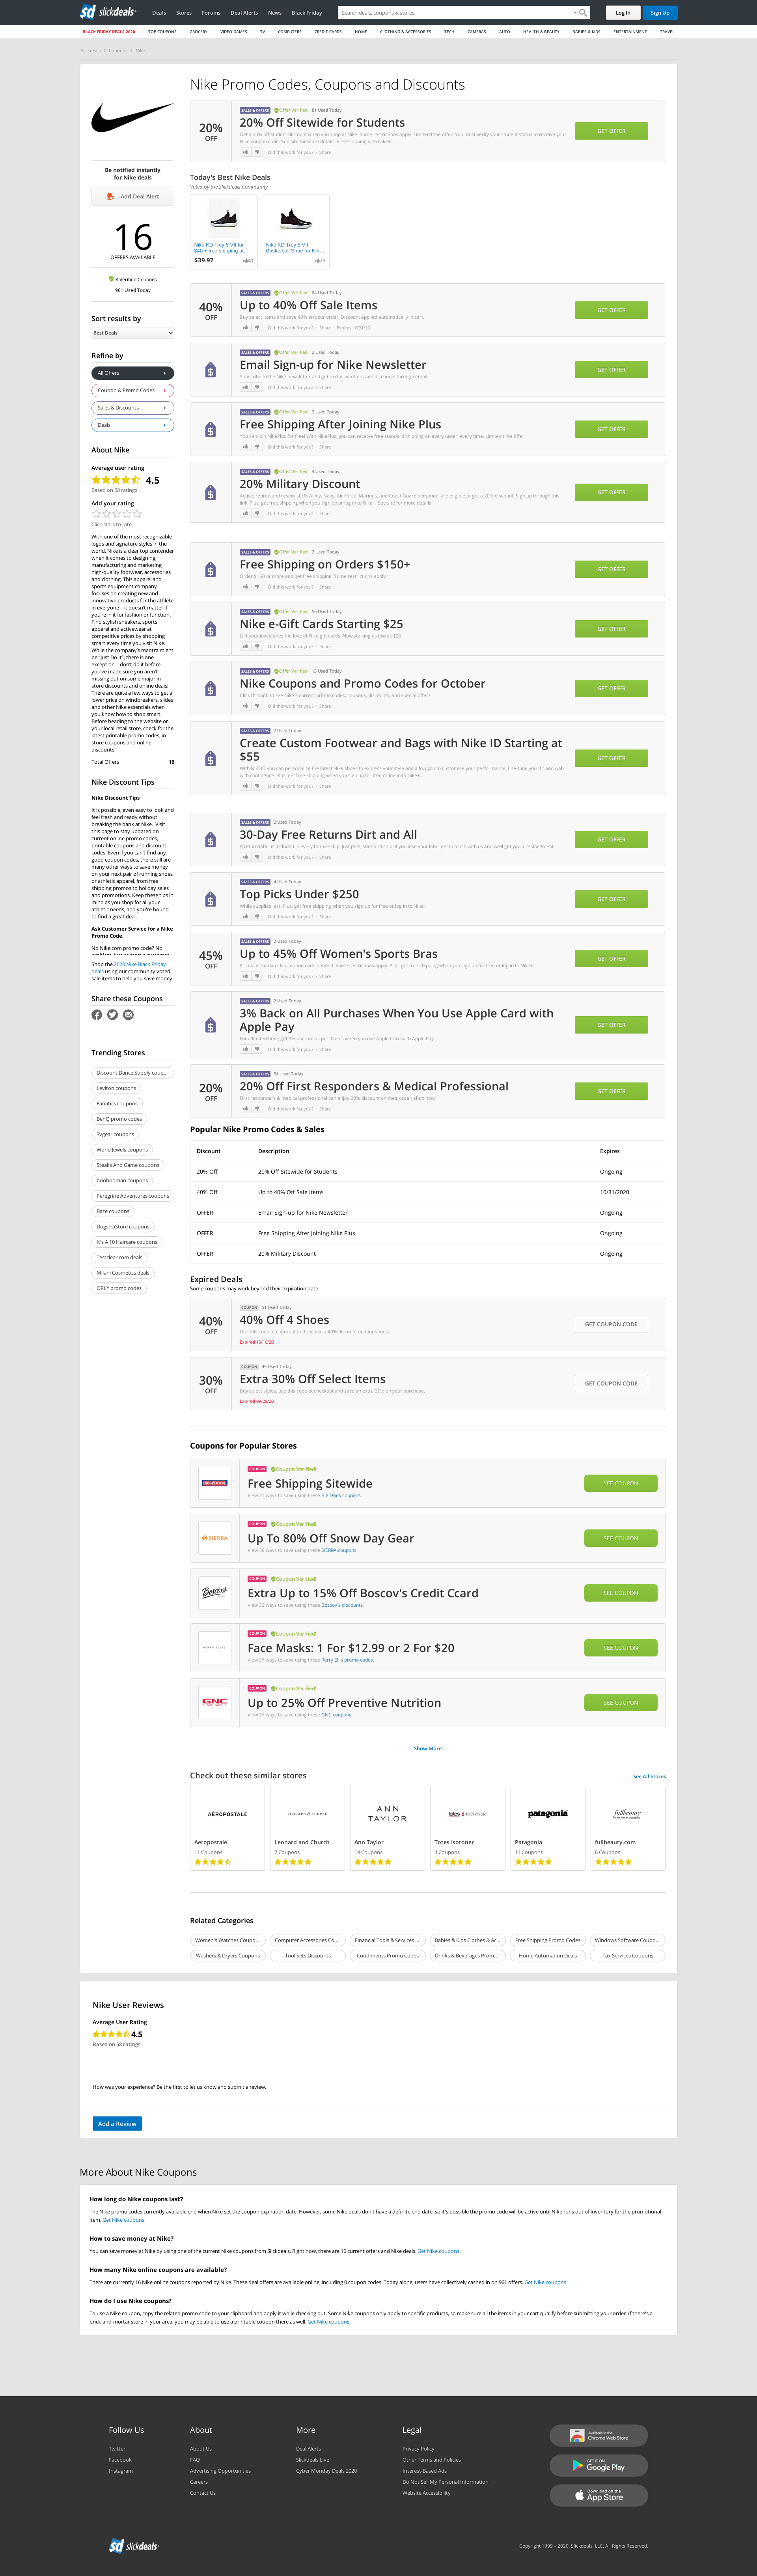 slickdeals
Deals Stores Forums Deal Alerts News Black Friday
Search deals, coupons & stores
Log In Sign Up
BLACK FRIDAY DEALS 2020 TOP COUPONS GROCERY VIDEO GAMES TV COMPUTERS CREDIT CARDS HOME CLOTHING & ACCESSORIES TECH CAMERAS AUTO HEALTH & BEAUTY BABIES & KIDS ENTERTAINMENT TRAVEL
Slickdeals > Coupons > Nike
Be notified instantly
for Nike deals
Add Deal Alert
16
OFFERS AVAILABLE
8 Verified Coupons
961 Used Today
Sort results by
Best Deals
Refine by
All Offers
Coupon & Promo Codes
Sales & Discounts
Deals
About Nike
Average user rating
4.5
Based on 58 ratings
Add your rating
Click stars to rate
With one of the most recognizable
logos and signature styles in the
world, Nike is a clear top contender
when it comes to designing,
manufacturing and marketing
high-quality footwear, accessories
and clothing. This apparel and
sports equipment company
focuses on creating new and
innovative products for the athlete
in everyone—it doesn't matter if
you're in it for fashion or function.
Find stylish sneakers, sports
apparel and activewear at
competitive prices by shopping
smart every time you visit Nike.
While the company's mantra might
be "Just Do It", there is one
exception—don't do it before
you've made sure you aren't
missing out on some major in-
store discounts and online deals!
There are quite a few ways to get a
lower price on windbreakers, slides
and other Nike essentials when
you know how to shop smart.
Before heading to the website or
your local retail store, check for the
latest printable promo codes, in-
store coupons and online
discounts.
Total Offers 16
Nike Discount Tips
Nike Discount Tips
It is possible, even easy to look and
feel fresh and ready without
breaking the bank at Nike. Visit
this page to stay updated on
current online promo codes,
printable coupons and discount
codes. Even if you can't find any
good coupon codes, there still are
many other ways to save money
on your next pair of running shoes
or athletic apparel, from free
shipping promos to holiday sales
and promotions. Keep these tips in
mind as you shop for all your
athletic needs, and you're bound
to find a great deal.
Ask Customer Service for a Nike
Promo Code.
No Nike.com promo code? No
Shop the 2020 Nike Black Friday
deals using our community voted
sale items to help you save money.
Share these Coupons
Trending Stores
Discount Dance Supply coup...
Leviton coupons
Fanatics coupons
BenQ promo codes
3vgear coupons
World Jewels coupons
Steaks And Game coupons
boohooman coupons
Peregrine Adventures coupons
Baze coupons
DogstraStore coupons
It's A 10 Haircare coupons
Testclear.com deals
Milani Cosmetics deals
ORLY promo codes
Nike Promo Codes, Coupons and Discounts
20%
OFF
SALES & OFFERS Offer Verified! 81 Used Today
20% Off Sitewide for Students
Get a 20% off student discount when you shop at Nike. Some restrictions apply. Limited time offer. You must verify your student status to receive your
Nike coupon code. See site for more details. Free shipping with Nike+.
Did this work for you? Share
GET OFFER
Today's Best Nike Deals
Voted by the Slickdeals Community
Nike KD Trey 5 VII for
$40 + free shipping at...
$39.97 41
Nike KD Trey 5 VII
Basketball Shoe for Nik...
25
40%
OFF
SALES & OFFERS Offer Verified! 84 Used Today
Up to 40% Off Sale Items
Buy select items and save 40% on your order. Discount applied automatically in cart.
Did this work for you? Share Expires 10/31/20
GET OFFER
SALES & OFFERS Offer Verified! 2 Used Today
Email Sign-up for Nike Newsletter
Subscribe to the Nike newsletter and get exclusive offers and discounts through email.
Did this work for you? Share
GET OFFER
SALES & OFFERS Offer Verified! 3 Used Today
Free Shipping After Joining Nike Plus
You can join NikePlus for free! With NikePlus, you can receive free standard shipping on every order, every time. Limited time offer.
Did this work for you? Share
GET OFFER
SALES & OFFERS Offer Verified! 4 Used Today
20% Military Discount
Active, retired and reservist US Army, Navy, Air Force, Marines, and Coast Guard personnel are eligible to get a 20% discount. Sign up through this
link. Plus, get free shipping when you sign up or log in to Nike+. See site for more details.
Did this work for you? Share
GET OFFER
SALES & OFFERS Offer Verified! 2 Used Today
Free Shipping on Orders $150+
Order $150 or more and get free shipping. Some restrictions apply.
Did this work for you? Share
GET OFFER
SALES & OFFERS Offer Verified! 56 Used Today
Nike e-Gift Cards Starting $25
Gift your loved ones the love of Nike gift cards! Now starting as low as $25.
Did this work for you? Share
GET OFFER
SALES & OFFERS Offer Verified! 13 Used Today
Nike Coupons and Promo Codes for October
Click through to see Nike's current promo codes, coupons, discounts, and special offers.
Did this work for you? Share
GET OFFER
SALES & OFFERS 2 Used Today
Create Custom Footwear and Bags with Nike ID Starting at
$55
With NIKEiD you can personalize the latest Nike shoes to express your style and allow you to customize your performance, fine-tune your fit and walk
with confidence. Plus, get free shipping when you sign up for free or log in to Nike+.
Did this work for you? Share
GET OFFER
SALES & OFFERS 2 Used Today
30-Day Free Returns Dirt and All
A return label is included in every box we ship. Just peel, stick and ship. If you lose your label get in touch with us and we'll get you a replacement.
Did this work for you? Share
GET OFFER
SALES & OFFERS 4 Used Today
Top Picks Under $250
While supplies last. Plus, get free shipping when you sign up for free or log in to Nike+.
Did this work for you? Share
GET OFFER
45%
OFF
SALES & OFFERS 2 Used Today
Up to 45% Off Women's Sports Bras
Prices as marked. No coupon code needed. Some restrictions apply. Plus, get free shipping when you sign up for free or log in to Nike+.
Did this work for you? Share
GET OFFER
SALES & OFFERS 2 Used Today
3% Back on All Purchases When You Use Apple Card with
Apple Pay
For a limited time, get 3% back on all purchases when you use Apple Card with Apple Pay.
Did this work for you? Share
GET OFFER
20%
OFF
SALES & OFFERS 51 Used Today
20% Off First Responders & Medical Professional
First responders & medical professional can enjoy 20% discount on their order, shop now.
Did this work for you? Share
GET OFFER
Popular Nike Promo Codes & Sales
Discount Description Expires
20% Off 20% Off Sitewide for Students Ongoing
40% Off Up to 40% Off Sale Items 10/31/2020
OFFER Email Sign-up for Nike Newsletter Ongoing
OFFER Free Shipping After Joining Nike Plus Ongoing
OFFER 20% Military Discount Ongoing
Expired Deals
Some coupons may work beyond their expiration date.
40%
OFF
COUPON 51 Used Today
40% Off 4 Shoes
Use this code at checkout and receive a 40% discount on four shoes.
Expired 10/10/20
GET COUPON CODE
30%
OFF
COUPON 49 Used Today
Extra 30% Off Select Items
Buy select styles, use this code at checkout and save an extra 30% on your purchase.
Expired 09/29/20
GET COUPON CODE
Coupons for Popular Stores
BIG DOGS
COUPON Coupon Verified!
Free Shipping Sitewide
View 21 ways to save using these Big Dogs coupons.
SEE COUPON
SIERRA
COUPON Coupon Verified!
Up To 80% Off Snow Day Gear
View 38 ways to save using these SIERRA coupons.
SEE COUPON
Boscov's
COUPON Coupon Verified!
Extra Up to 15% Off Boscov's Credit Ccard
View 32 ways to save using these Boscov's discounts.
SEE COUPON
PERRY ELLIS
COUPON Coupon Verified!
Face Masks: 1 For $12.99 or 2 For $20
View 37 ways to save using these Perry Ellis promo codes.
SEE COUPON
GNC
LIVE WELL
COUPON Coupon Verified!
Up to 25% Off Preventive Nutrition
View 37 ways to save using these GNC coupons.
SEE COUPON
Show More
Check out these similar stores
See All Stores
AÉROPOSTALE
Aeropostale
11 Coupons
LEONARD & CHURCH
Leonard and Church
7 Coupons
ANN
TAYLOR
Ann Taylor
14 Coupons
totes isotoner
Totes Isotoner
4 Coupons
patagonia
Patagonia
14 Coupons
fullbeauty
fullbeauty.com
6 Coupons
Related Categories
Women's Watches Coupo... Computer Accessories Co... Financial Tools & Services ... Babies & Kids Clothes & Ac... Free Shipping Promo Codes Windows Software Coupo...
Washers & Dryers Coupons Tool Sets Discounts Condiments Promo Codes Drinks & Beverages Prom... Home Automation Deals Tax Services Coupons
Nike User Reviews
Average User Rating
4.5
Based on 58 ratings
How was your experience? Be the first to let us know and submit a review.
Add a Review
More About Nike Coupons
How long do Nike coupons last?
The Nike promo codes currently available end when Nike set the coupon expiration date. However, some Nike deals don't have a definite end date, so it's possible the promo code will be active until Nike runs out of inventory for the promotional
item. Get Nike coupons.
How to save money at Nike?
You can save money at Nike by using one of the current Nike coupons from Slickdeals. Right now, there are 16 current offers and Nike deals. Get Nike coupons.
How many Nike online coupons are available?
There are currently 16 Nike online coupons reported by Nike. These deal offers are available online, including 0 coupon codes. Today alone, users have collectively cashed in on 961 offers. Get Nike coupons.
How do I use Nike coupons?
To use a Nike coupon, copy the related promo code to your clipboard and apply it while checking out. Some Nike coupons only apply to specific products, so make sure all the items in your cart qualify before submitting your order. If there's a
brick-and-mortar store in your area, you may be able to use a printable coupon there as well. Get Nike coupons.
Follow Us
Twitter
Facebook
Instagram
About
About Us
FAQ
Advertising Opportunities
Careers
Contact Us
More
Deal Alerts
Slickdeals Live
Cyber Monday Deals 2020
Legal
Privacy Policy
Other Terms and Policies
Interest-Based Ads
Do Not Sell My Personal Information
Website Accessibility
Available in the
Chrome Web Store
GET IT ON
Google Play
Download on the
App Store
slickdeals
Copyright 1999 - 2020. Slickdeals, LLC. All Rights Reserved.